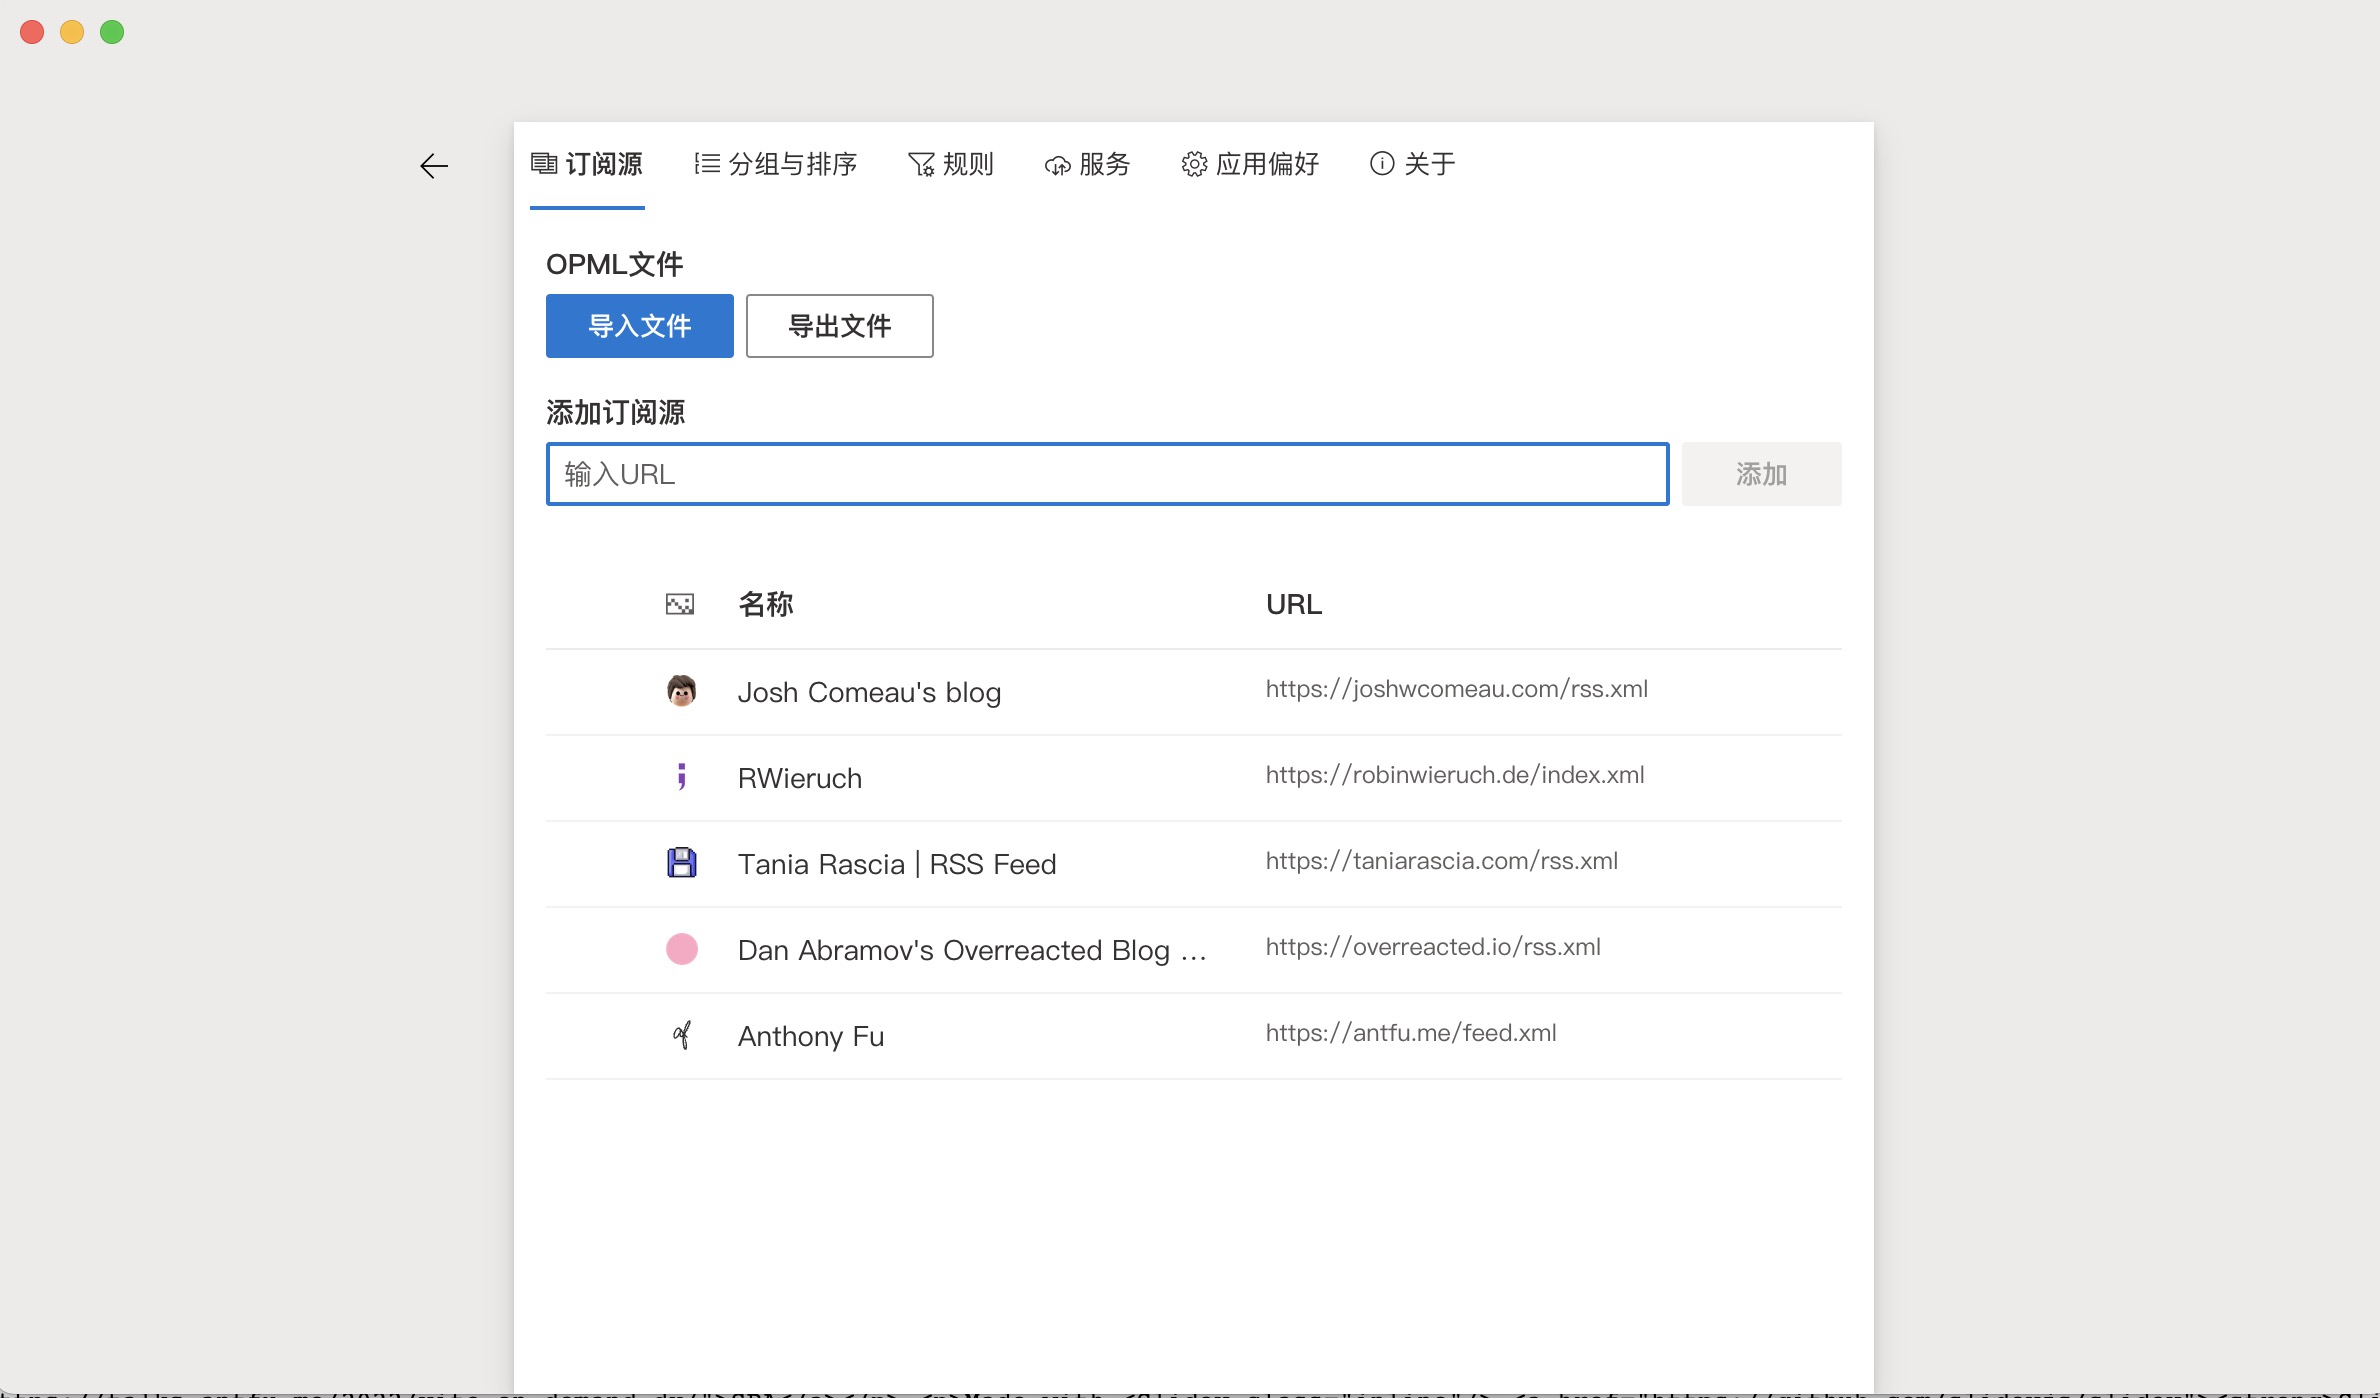 订阅源 分组与排序 规则 服务 应用偏好 关于
OPML文件
导入文件 导出文件
添加订阅源
输入URL 添加
名称 URL
Josh Comeau's blog https://joshwcomeau.com/rss.xml
RWieruch https://robinwieruch.de/index.xml
Tania Rascia | RSS Feed https://taniarascia.com/rss.xml
Dan Abramov's Overreacted Blog … https://overreacted.io/rss.xml
Anthony Fu https://antfu.me/feed.xml